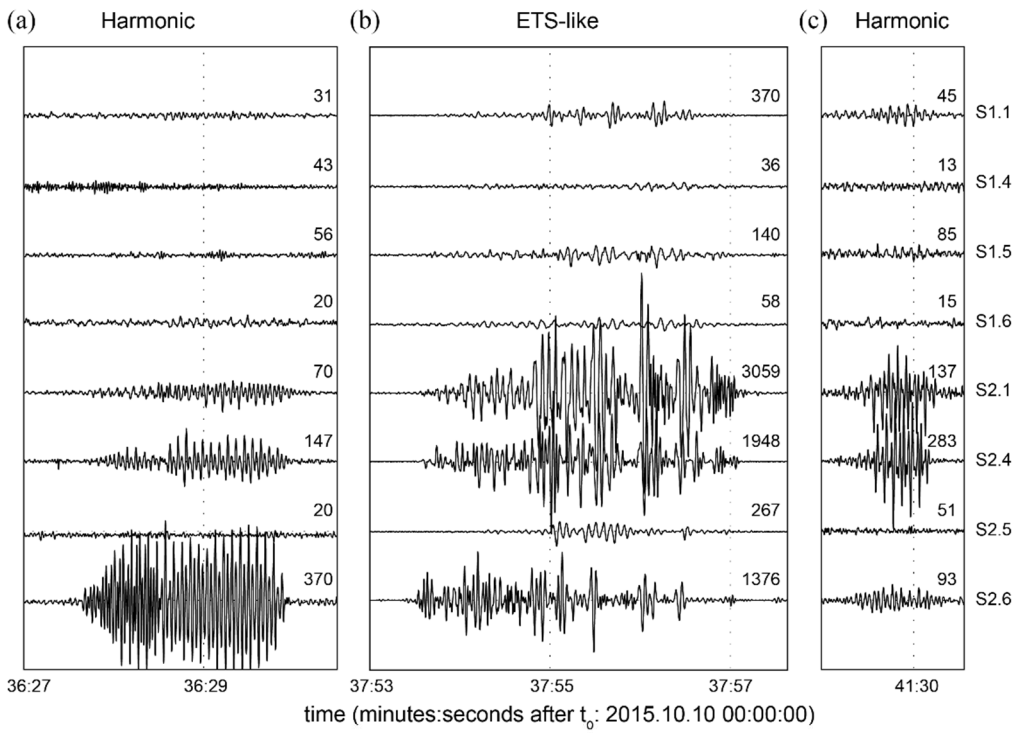 (a) Harmonic (b) ETS-like (c) Harmonic
31 370 45 S1.1
43 36 13 S1.4
56 140 85 S1.5
20 58 15 S1.6
70 3059 137 S2.1
147 1948 283 S2.4
20 267 51 S2.5
370 1376 93 S2.6
36:27 36:29 37:53 37:55 37:57 41:30
time (minutes:seconds after to: 2015.10.10 00:00:00)